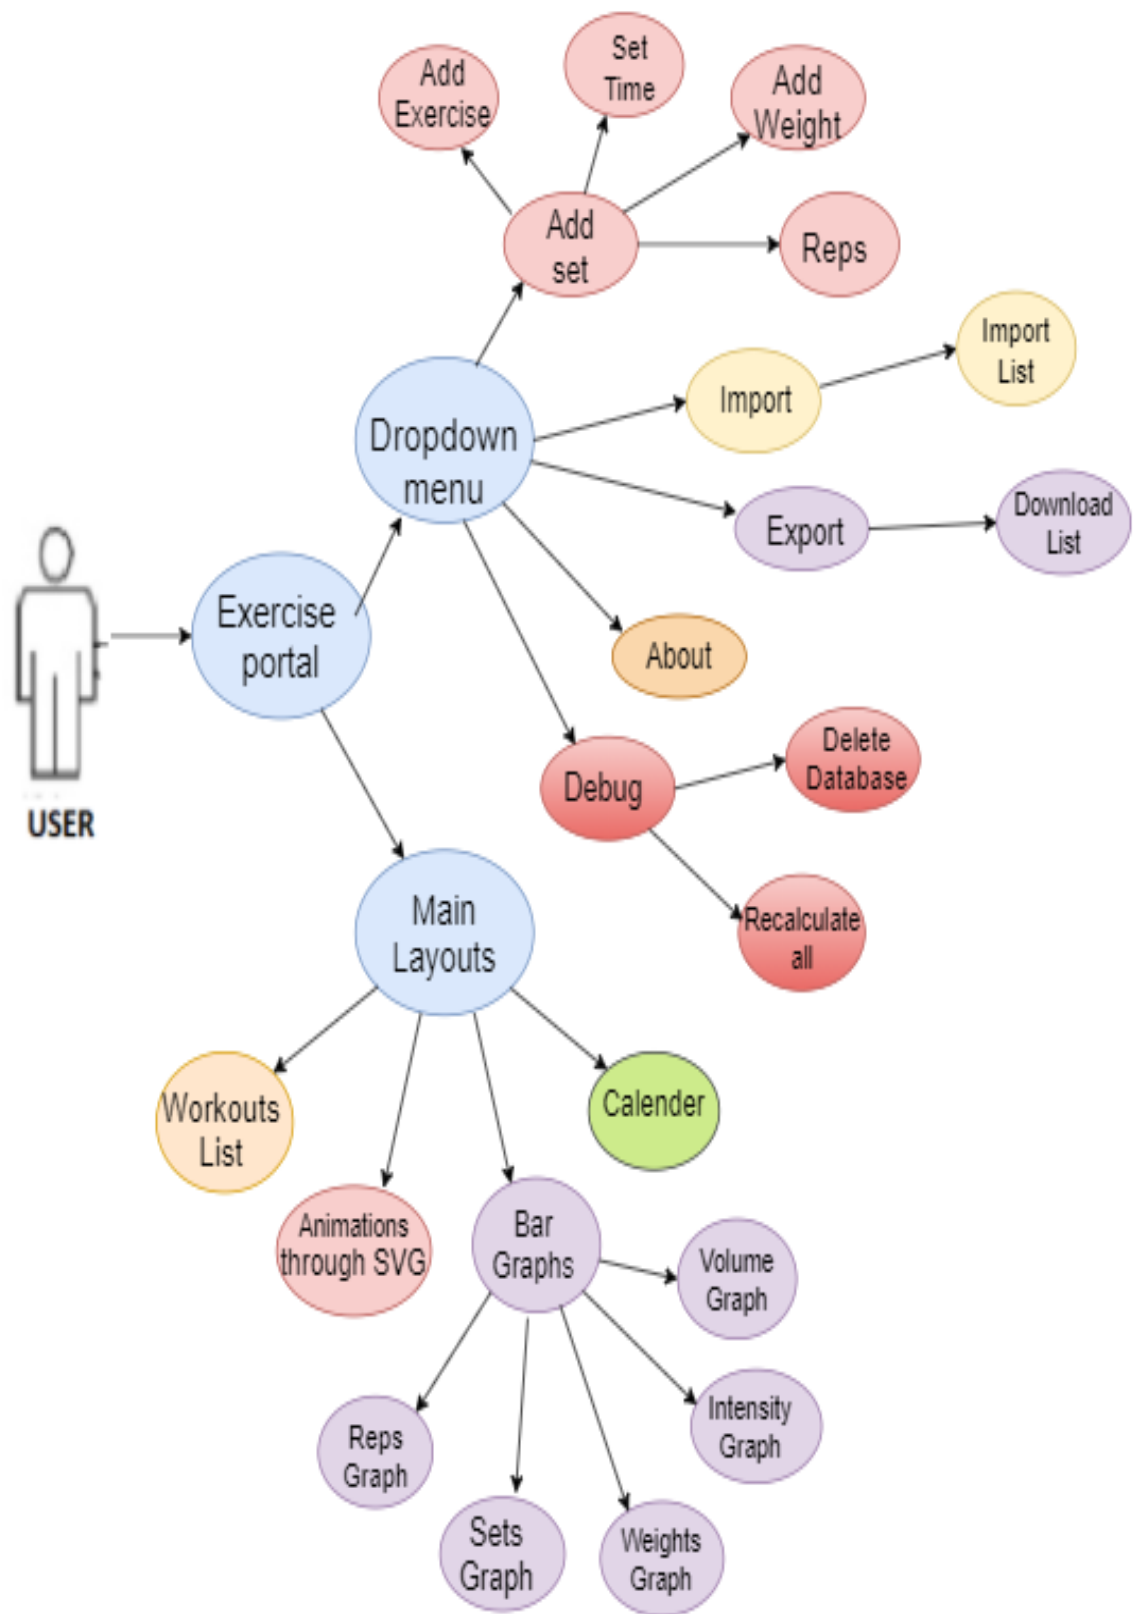 Set
Time
Add
Exercise
Add
Weight
Add
set
Reps
Import
List
Import
Dropdown
menu
Export
Download
List
Exercise
portal
About
USER
Debug
Delete
Database
Recalculate
all
Main
Layouts
Workouts
List
Calender
Animations
through SVG
Bar
Graphs
Volume
Graph
Reps
Graph
Intensity
Graph
Sets
Graph
Weights
Graph